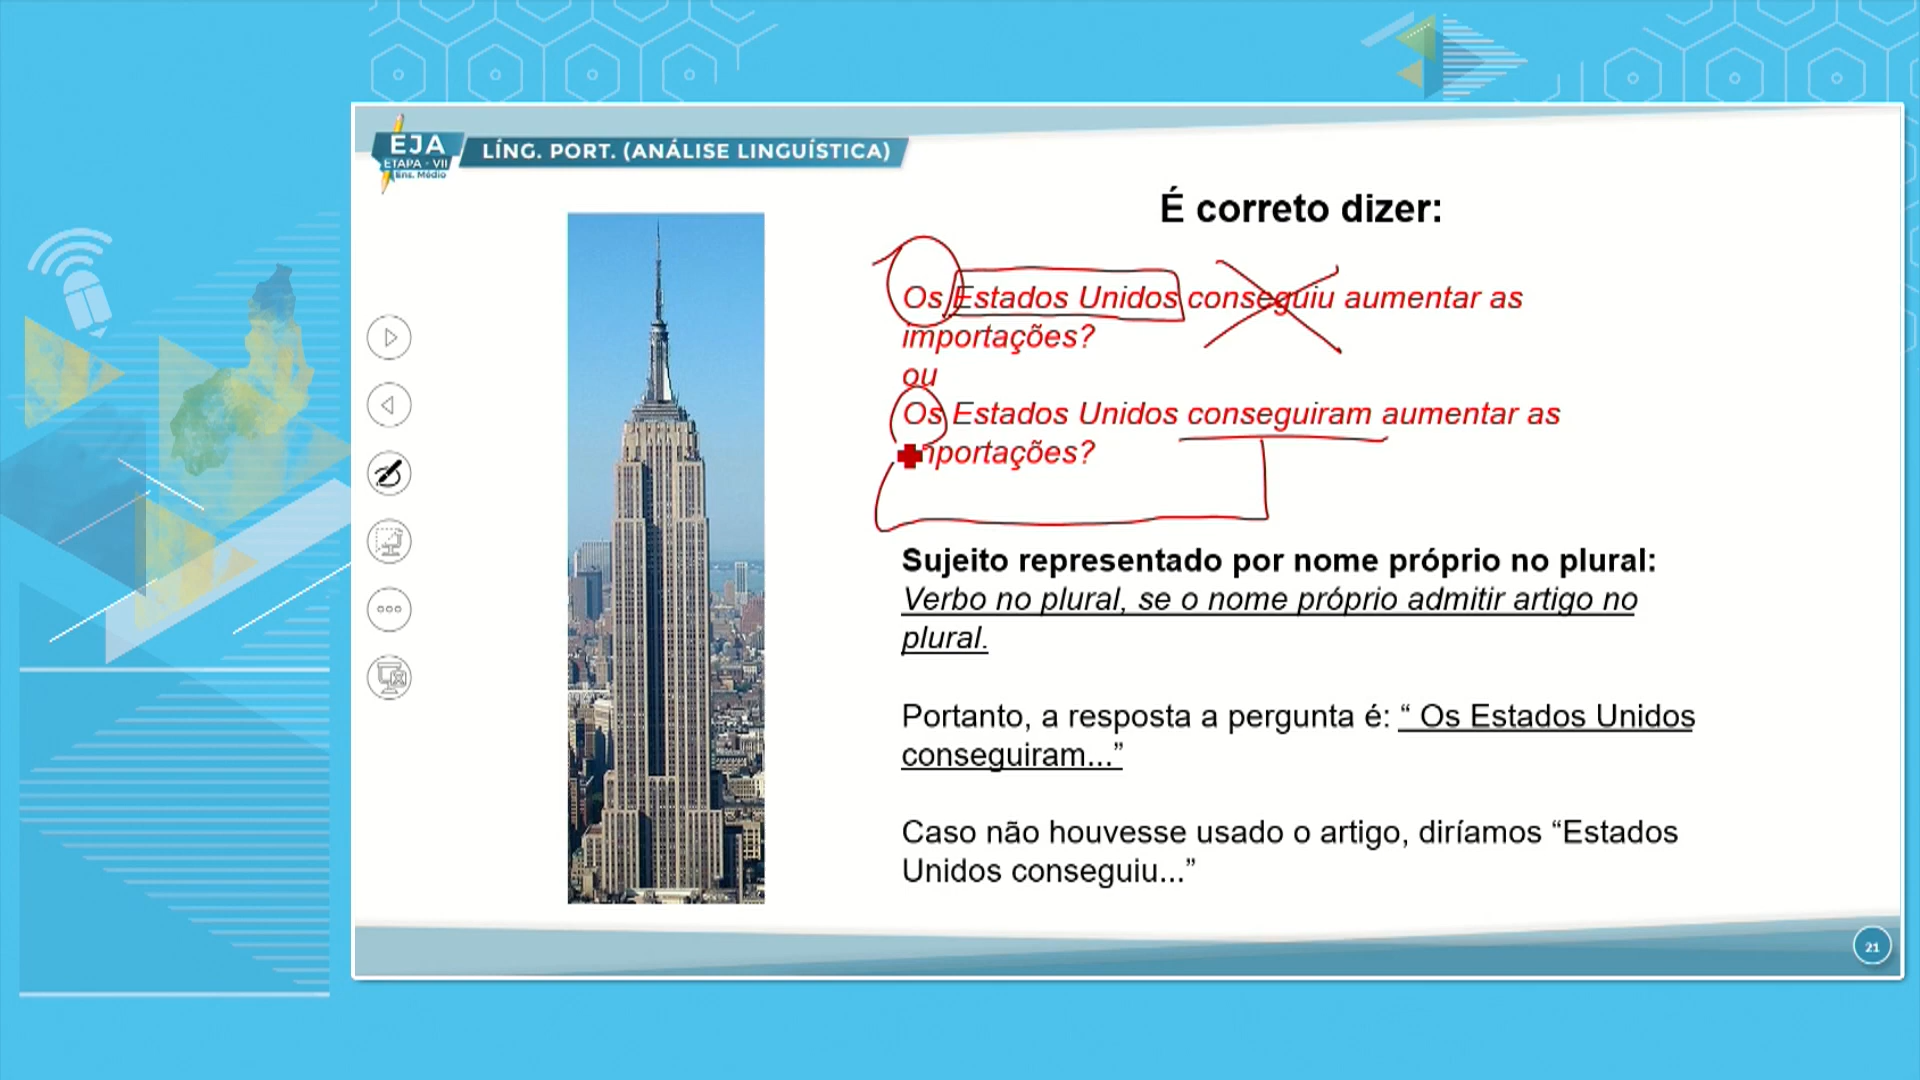 EJA
ETAPA - VII
Ens. Médio
LÍNG. PORT. (ANÁLISE LINGUÍSTICA)
É correto dizer:
Os Estados Unidos conseguiu aumentar as
importações?
ou
Os Estados Unidos conseguiram aumentar as
mportações?
Sujeito representado por nome próprio no plural:
Verbo no plural, se o nome próprio admitir artigo no
plural.
Portanto, a resposta a pergunta é: “ Os Estados Unidos
conseguiram...”
Caso não houvesse usado o artigo, diríamos “Estados
Unidos conseguiu...”
21